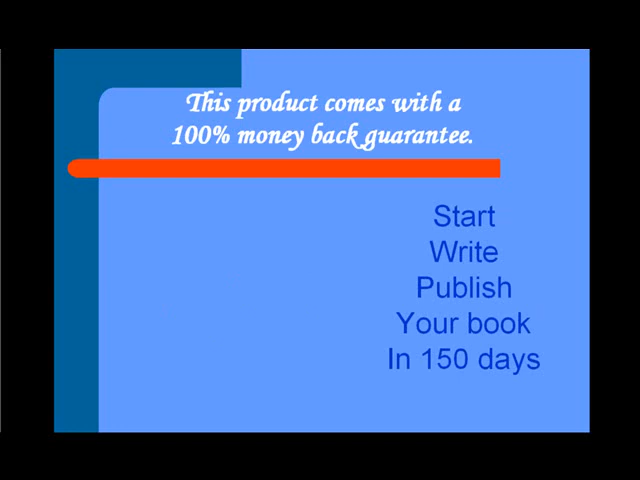 This product comes with a
100% money back guarantee.
Start
Write
Publish
Your book
In 150 days